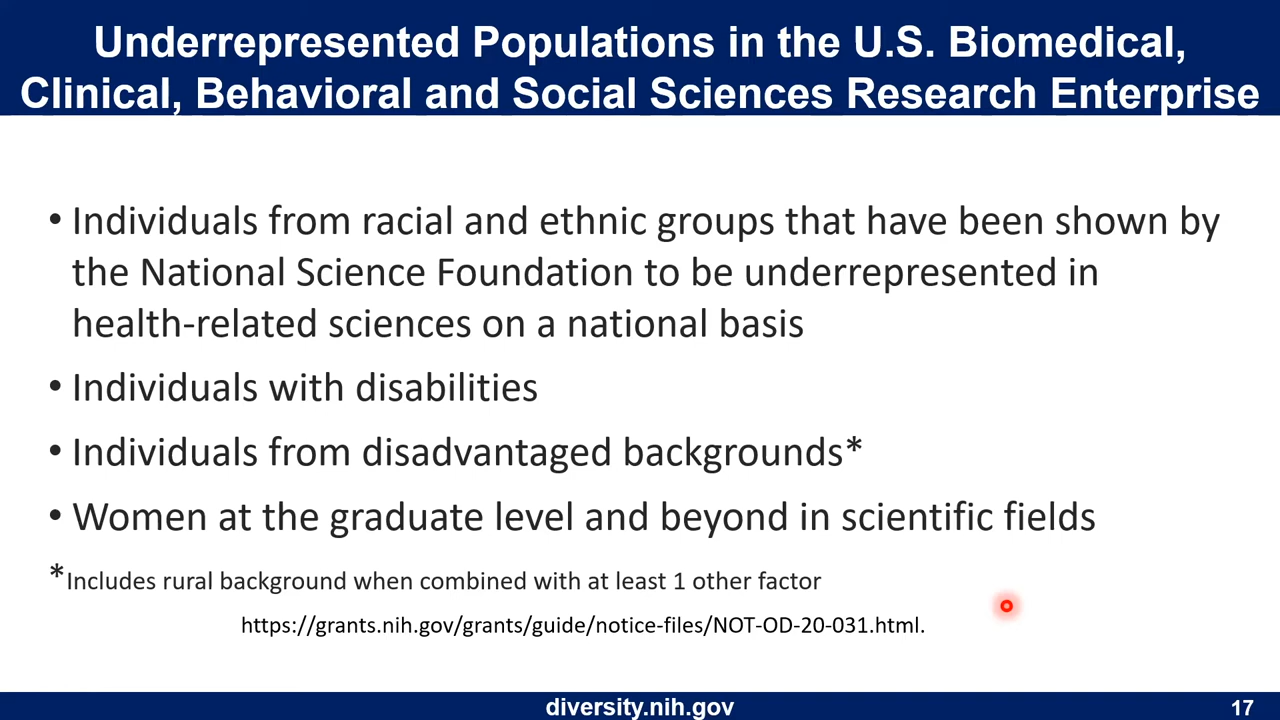 Underrepresented Populations in the U.S. Biomedical,
Clinical, Behavioral and Social Sciences Research Enterprise
• Individuals from racial and ethnic groups that have been shown by
the National Science Foundation to be underrepresented in
health-related sciences on a national basis
• Individuals with disabilities
• Individuals from disadvantaged backgrounds*
• Women at the graduate level and beyond in scientific fields
*Includes rural background when combined with at least 1 other factor
https://grants.nih.gov/grants/guide/notice-files/NOT-OD-20-031.html.
diversity.nih.gov
17